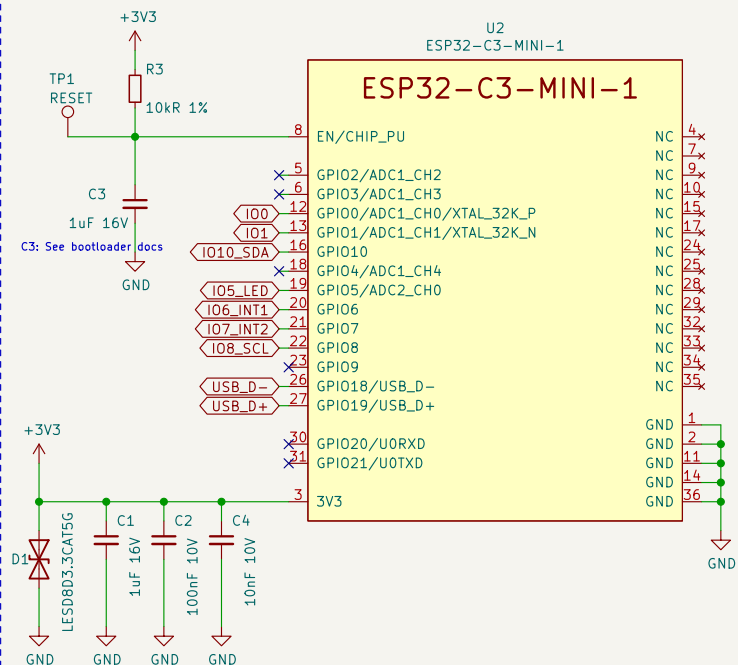 +3V3
U2
ESP32-C3-MINI-1
R3
10kR 1%
TP1
RESET
C3
1uF 16V
C3: See bootloader docs
GND
ESP32-C3-MINI-1
8 EN/CHIP_PU
5 GPIO2/ADC1_CH2
6 GPIO3/ADC1_CH3
IO0 12 GPIO0/ADC1_CH0/XTAL_32K_P
IO1 13 GPIO1/ADC1_CH1/XTAL_32K_N
IO10_SDA 16 GPIO10
18 GPIO4/ADC1_CH4
IO5_LED 19 GPIO5/ADC2_CH0
IO6_INT1 20 GPIO6
IO7_INT2 21 GPIO7
IO8_SCL 22 GPIO8
23 GPIO9
USB_D- 26 GPIO18/USB_D-
USB_D+ 27 GPIO19/USB_D+
30 GPIO20/U0RXD
31 GPIO21/U0TXD
3 3V3
NC 4
NC 7
NC 9
NC 10
NC 15
NC 17
NC 24
NC 25
NC 28
NC 29
NC 32
NC 33
NC 34
NC 35
GND 1
GND 2
GND 11
GND 14
GND 36
GND
+3V3
D1
LESD8D3.3CAT5G
C1
1uF 16V
C2
100nF 10V
C4
10nF 10V
GND
GND
GND
GND